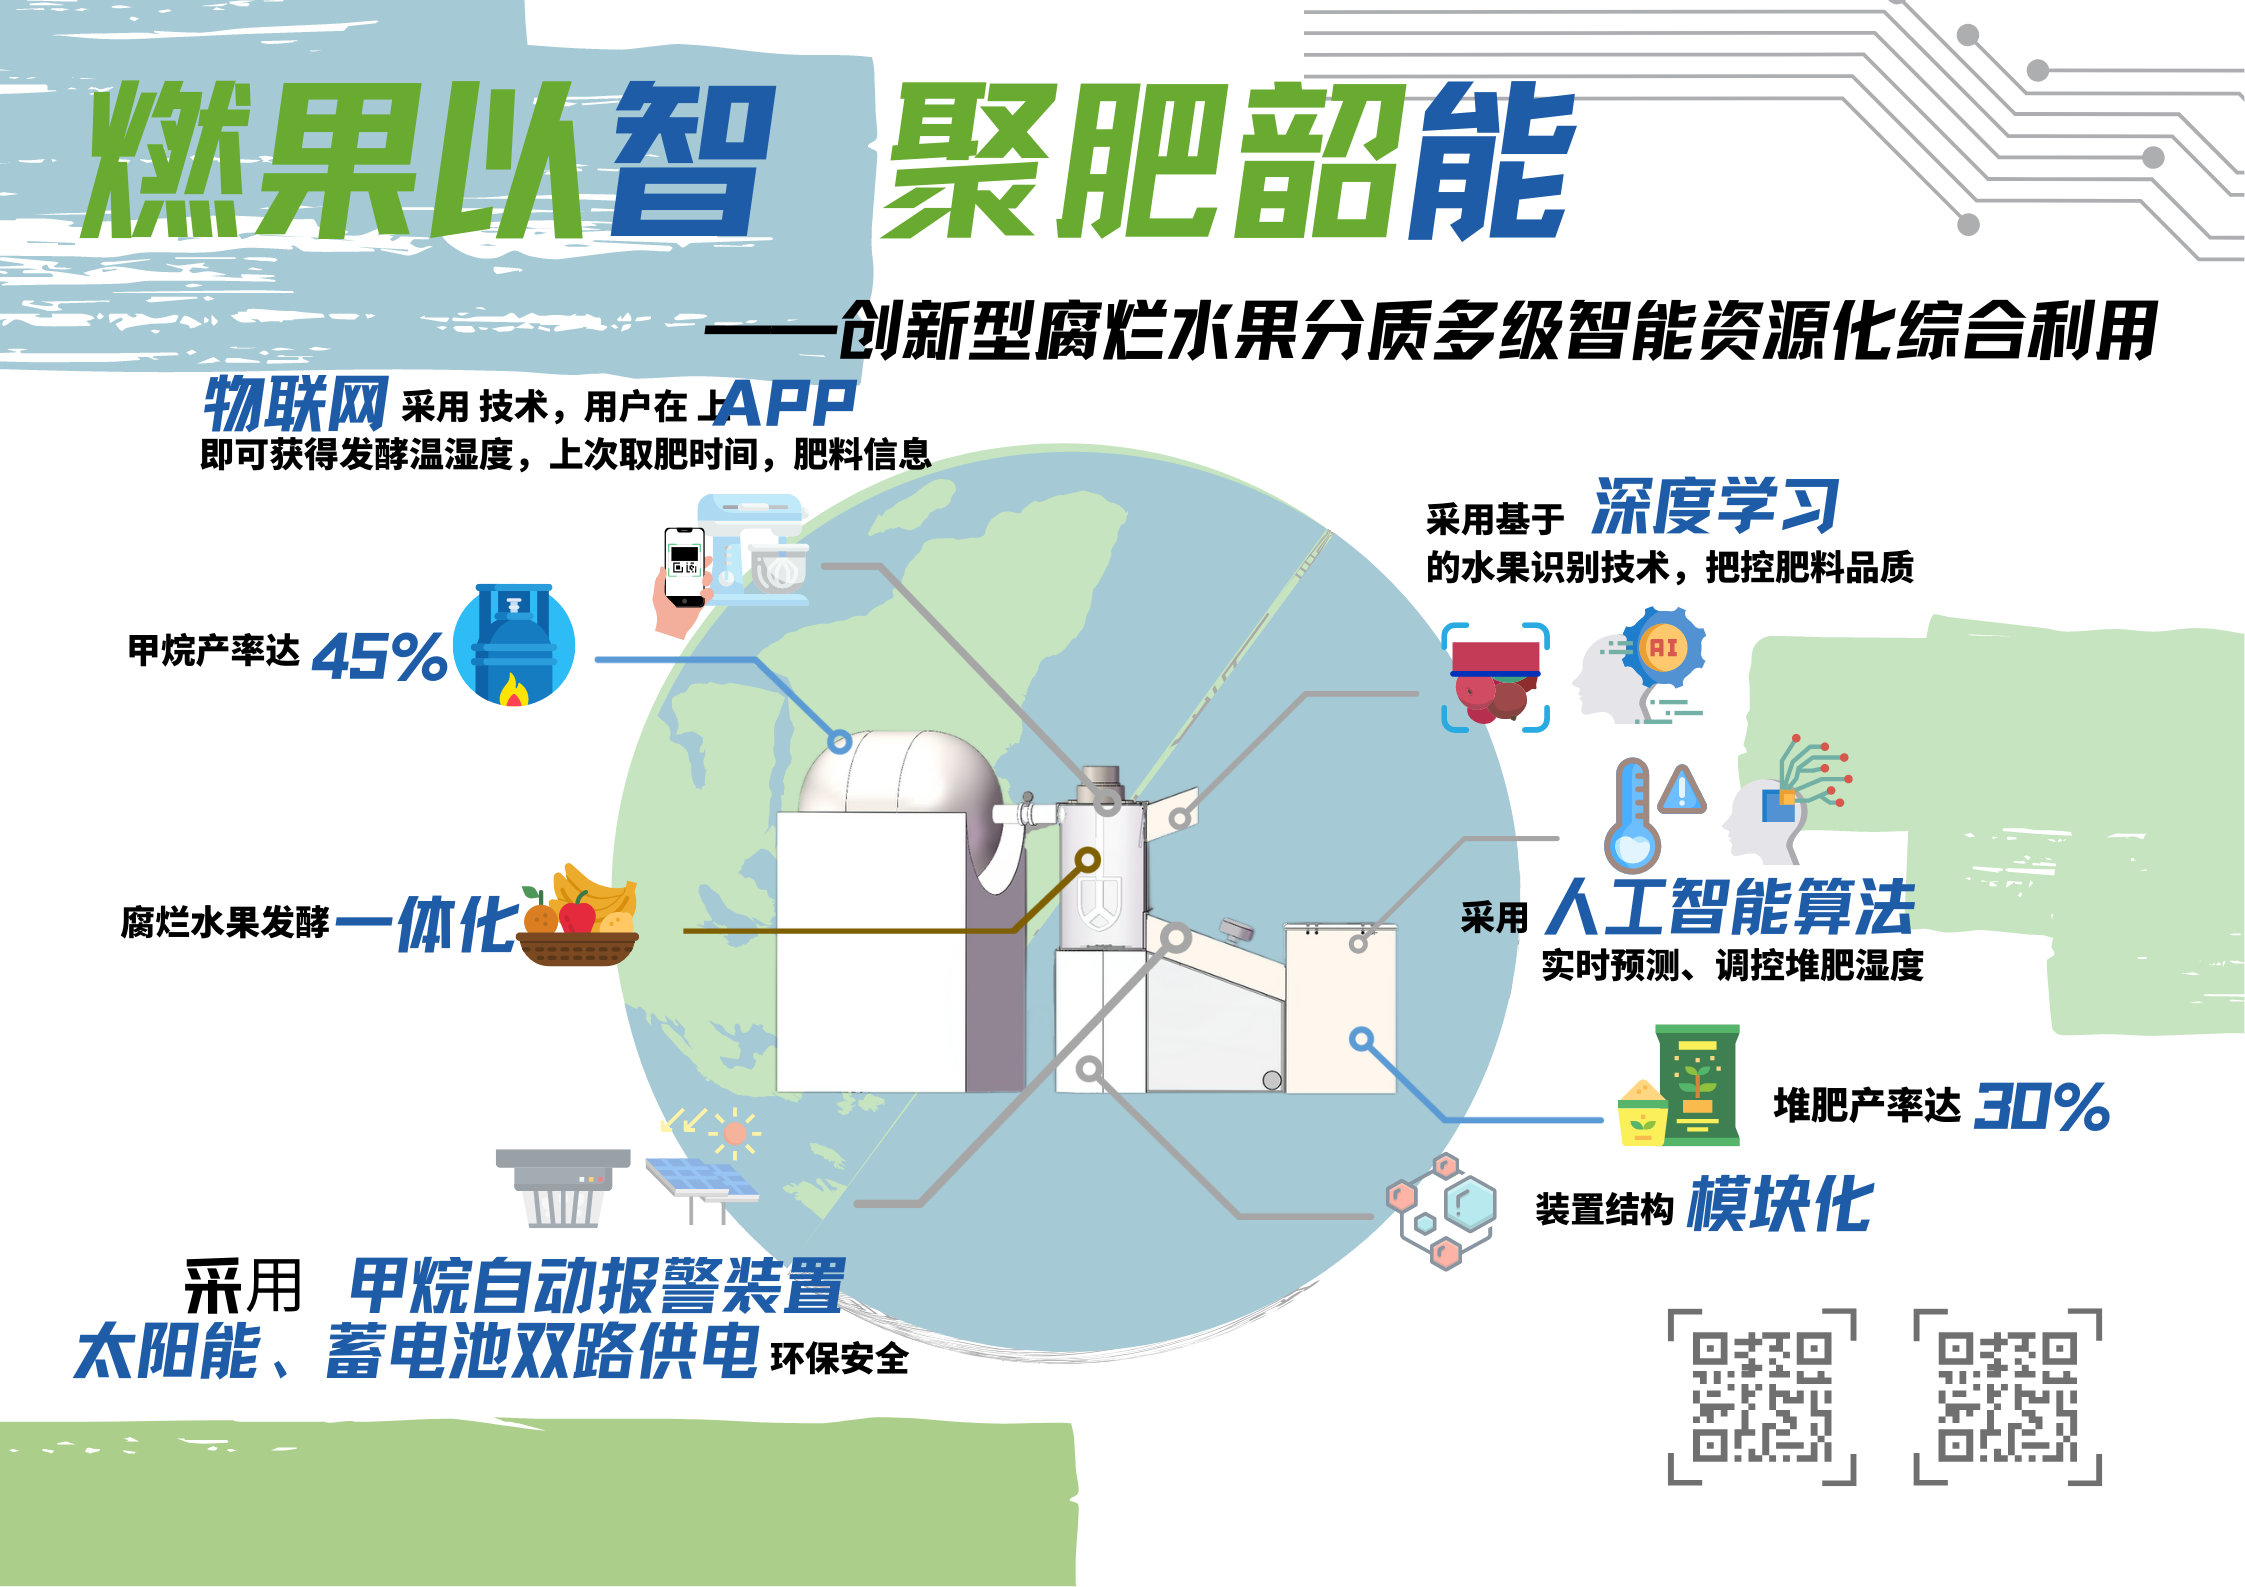 燃果以智 聚肥韶能
——创新型腐烂水果分质多级智能资源化综合利用
物联网 采用 技术，用户在 上APP
即可获得发酵温湿度，上次取肥时间，肥料信息
采用基于 深度学习
的水果识别技术，把控肥料品质
甲烷产率达 45%
AI
腐烂水果发酵一体化
采用 人工智能算法
实时预测、调控堆肥湿度
堆肥产率达 30%
装置结构 模块化
采用 甲烷自动报警装置
太阳能、蓄电池双路供电 环保安全